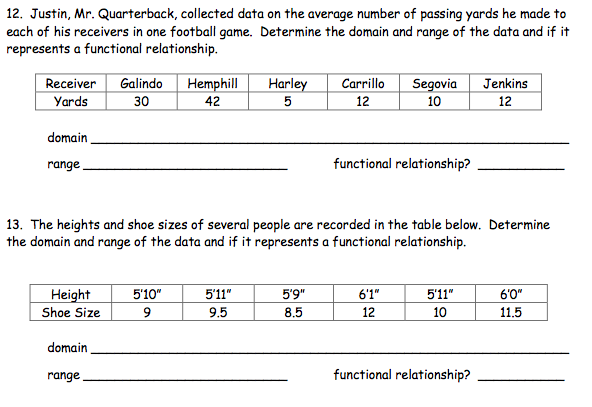 12. Justin, Mr. Quarterback, collected data on the average number of passing yards he made to
each of his receivers in one football game. Determine the domain and range of the data and if it
represents a functional relationship.
Receiver Galindo Hemphill Harley Carrillo Segovia Jenkins
Yards 30 42 5 12 10 12
domain
range functional relationship?
13. The heights and shoe sizes of several people are recorded in the table below. Determine
the domain and range of the data and if it represents a functional relationship.
Height 5'10" 5'11" 5'9" 6'1" 5'11" 6'0"
Shoe Size 9 9.5 8.5 12 10 11.5
domain
range functional relationship?